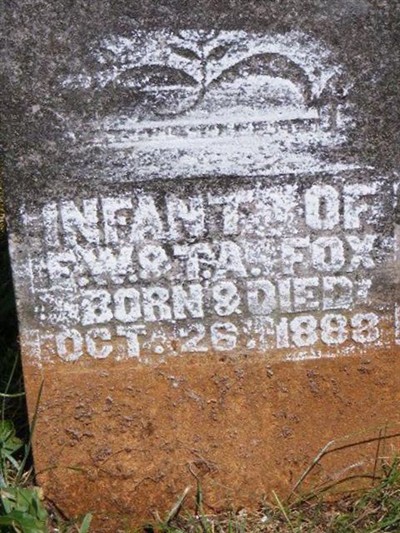 INFANT S OF
E.W.& T.A. FOX
BORN & DIED
OCT. 26 1888